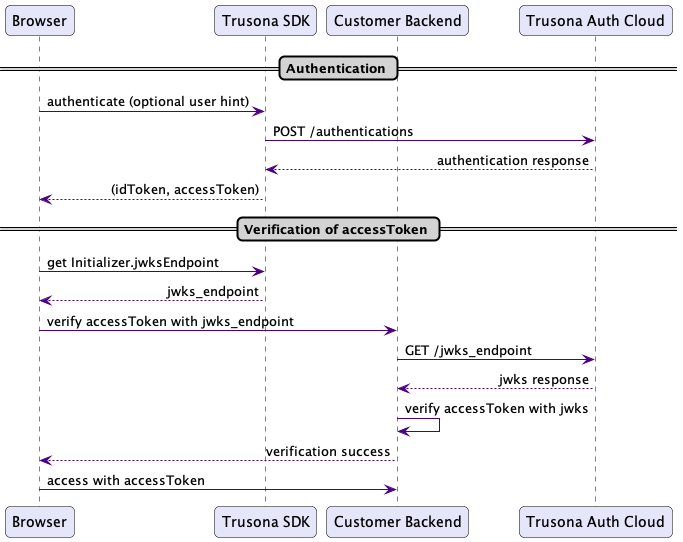 Browser
Trusona SDK
Customer Backend
Trusona Auth Cloud
Authentication
authenticate (optional user hint)
POST /authentications
authentication response
(idToken, accessToken)
Verification of accessToken
get Initializer.jwksEndpoint
jwks_endpoint
verify accessToken with jwks_endpoint
GET /jwks_endpoint
jwks response
verify accessToken with jwks
verification success
access with accessToken
Browser
Trusona SDK
Customer Backend
Trusona Auth Cloud